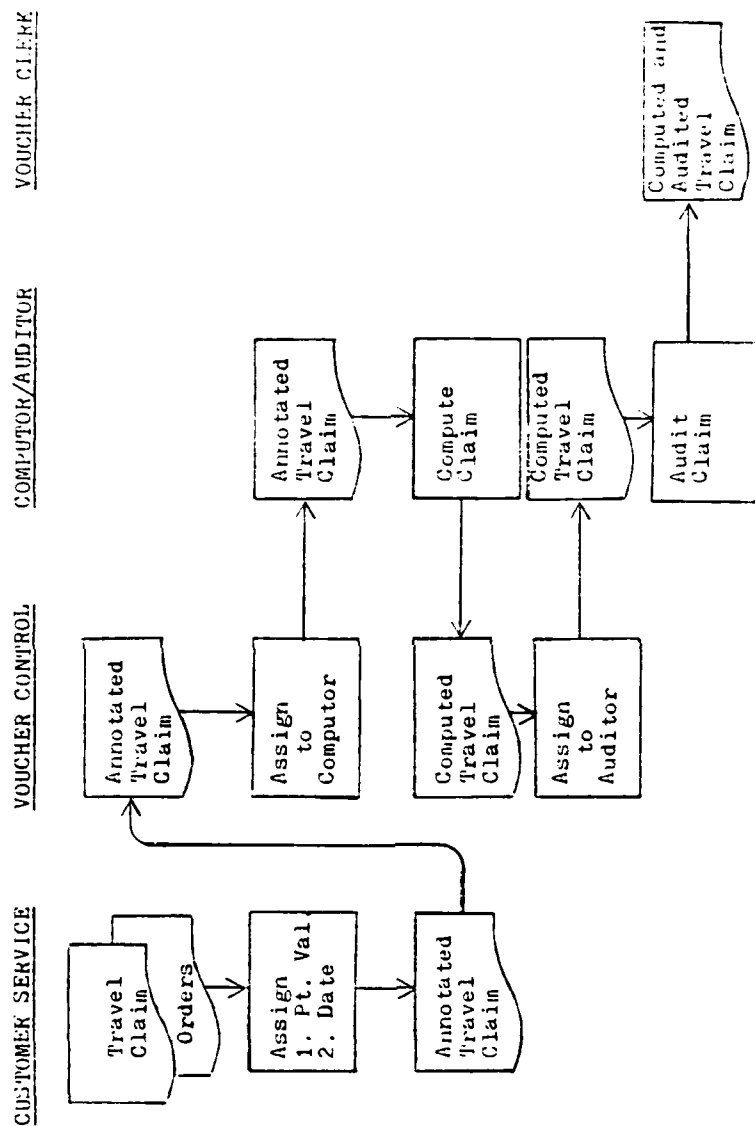 CUSTOMER SERVICE
VOUCHER CONTROL
COMPUTOR/AUDITOR
VOUCHER CLERK
Travel
Claim
Orders
Assign
1. Pt. Val
2. Date
Annotated
Travel
Claim
Annotated
Travel
Claim
Assign
to
Computor
Annotated
Travel
Claim
Compute
Claim
Computed
Travel
Claim
Assign
to
Auditor
Computed
Travel
Claim
Audit
Claim
Computed and
Audited
Travel
Claim